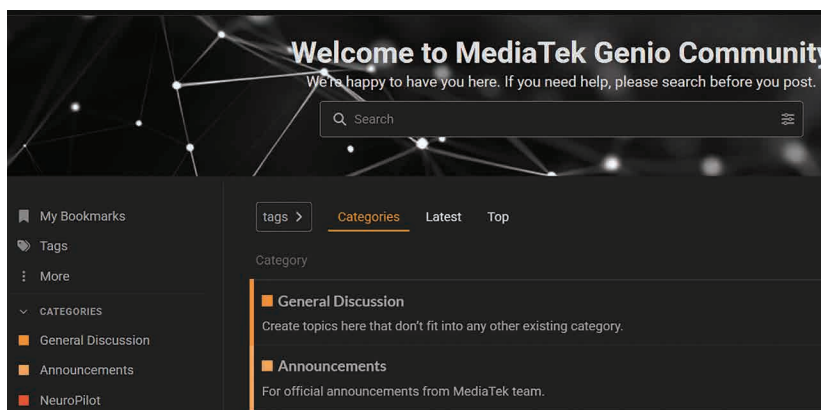 Welcome to MediaTek Genio Community
We're happy to have you here. If you need help, please search before you post.
Search
My Bookmarks
Tags
More
CATEGORIES
General Discussion
Announcements
NeuroPilot
tags
Categories
Latest
Top
Category
General Discussion
Create topics here that don't fit into any other existing category.
Announcements
For official announcements from MediaTek team.